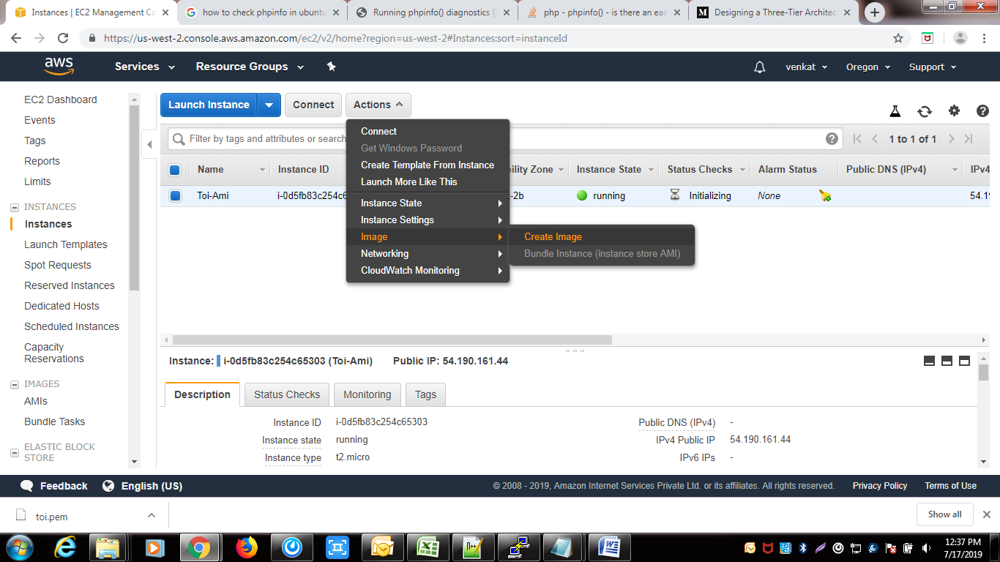 Instances | EC2 Management Co
how to check phpinfo in ubuntu
Running phpinfo() diagnostics [
php - phpinfo() - is there an eas
Designing a Three-Tier Architec
https://us-west-2.console.aws.amazon.com/ec2/v2/home?region=us-west-2#Instances:sort=instanceId
aws
Services
Resource Groups
venkat
Oregon
Support
EC2 Dashboard
Events
Tags
Reports
Limits
INSTANCES
Instances
Launch Templates
Spot Requests
Reserved Instances
Dedicated Hosts
Scheduled Instances
Capacity
Reservations
IMAGES
AMIs
Bundle Tasks
ELASTIC BLOCK
STORE
Launch Instance
Connect
Actions
Filter by tags and attributes or search
1 to 1 of 1
Name
Instance ID
bility Zone
Instance State
Status Checks
Alarm Status
Public DNS (IPv4)
IPv4
Toi-Ami
i-0d5fb83c254c6
-2b
running
Initializing
None
54.19
Connect
Get Windows Password
Create Template From Instance
Launch More Like This
Instance State
Instance Settings
Image
Networking
CloudWatch Monitoring
Create Image
Bundle Instance (instance store AMI)
Instance: i-0d5fb83c254c65303 (Toi-Ami) Public IP: 54.190.161.44
Description
Status Checks
Monitoring
Tags
Instance ID i-0d5fb83c254c65303
Instance state running
Instance type t2.micro
Public DNS (IPv4) -
IPv4 Public IP 54.190.161.44
IPv6 IPs -
Feedback
English (US)
© 2008 - 2019, Amazon Internet Services Private Ltd. or its affiliates. All rights reserved.
Privacy Policy
Terms of Use
toi.pem
Show all
12:37 PM
7/17/2019